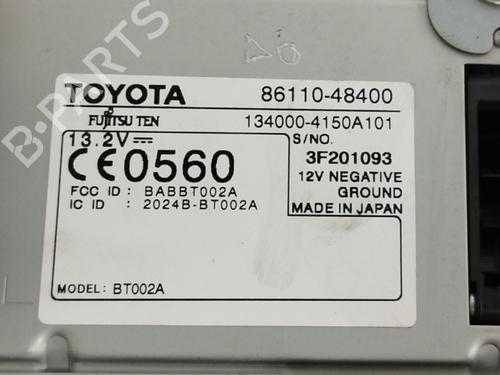 TOYOTA 86110-48400
FUJITSU TEN 134000-4150A101
13.2V S/NO.
CE0560 3F201093
FCC ID : BABBT002A 12V NEGATIVE
IC ID : 2024B-BT002A GROUND
MADE IN JAPAN
MODEL: BT002A
B-Parts